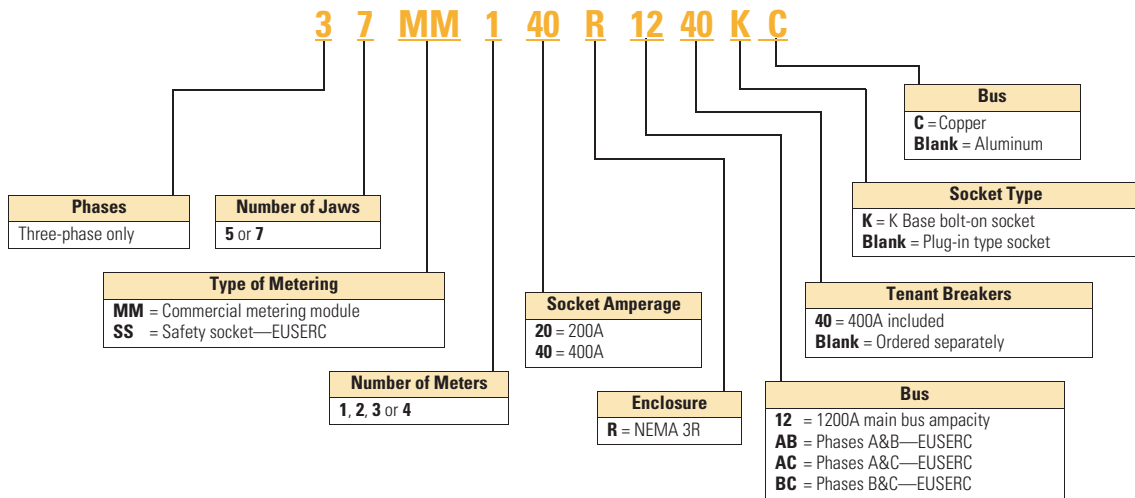 3 7 MM 1 40 R 12 40 K C
Bus
C = Copper
Blank = Aluminum
Socket Type
K = K Base bolt-on socket
Blank = Plug-in type socket
Phases
Three-phase only
Number of Jaws
5 or 7
Type of Metering
MM = Commercial metering module
SS = Safety socket—EUSERC
Socket Amperage
20 = 200A
40 = 400A
Tenant Breakers
40 = 400A included
Blank = Ordered separately
Number of Meters
1, 2, 3 or 4
Enclosure
R = NEMA 3R
Bus
12 = 1200A main bus ampacity
AB = Phases A&B—EUSERC
AC = Phases A&C—EUSERC
BC = Phases B&C—EUSERC